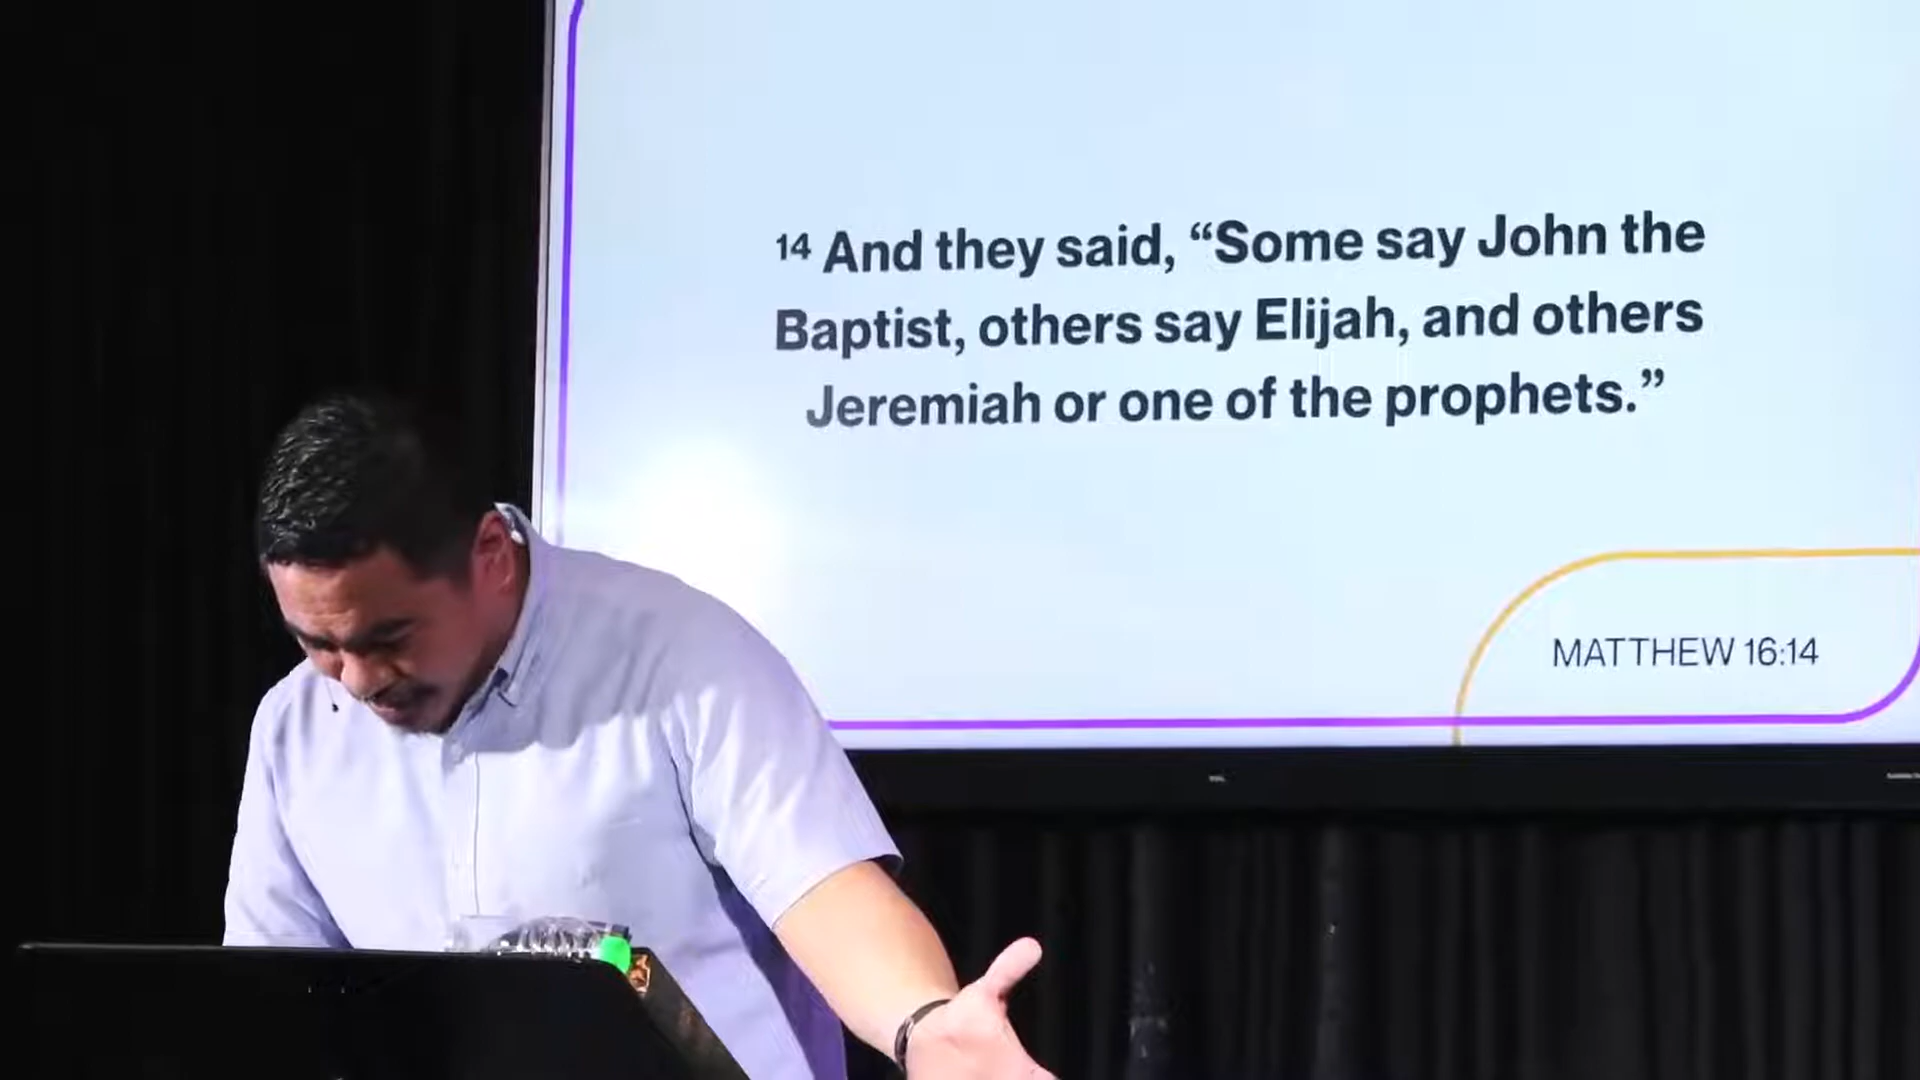 ¹⁴ And they said, “Some say John the
Baptist, others say Elijah, and others
Jeremiah or one of the prophets.”
MATTHEW 16:14